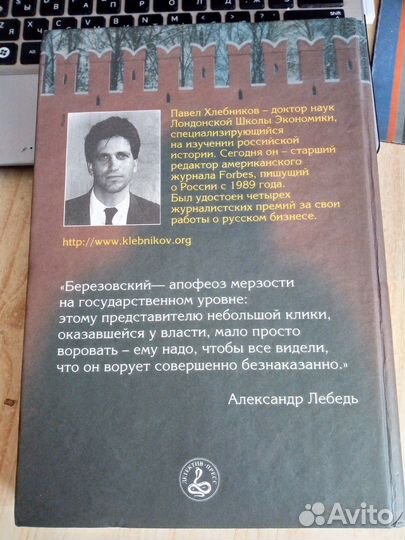 Павел Хлебников – доктор наук
Лондонской Школы Экономики,
специализирующийся
на изучении российской
истории. Сегодня он – старший
редактор американского
журнала Forbes, пишущий
о России с 1989 года.
Был удостоен четырех
журналистских премий за свои
работы о русском бизнесе.
http://www.klebnikov.org
«Березовский— апофеоз мерзости
на государственном уровне:
этому представителю небольшой клики,
оказавшейся у власти, мало просто
воровать – ему надо, чтобы все видели,
что он ворует совершенно безнаказанно.»
Александр Лебедь
ДЕТЕКТИВ-ПРЕСС
Avito